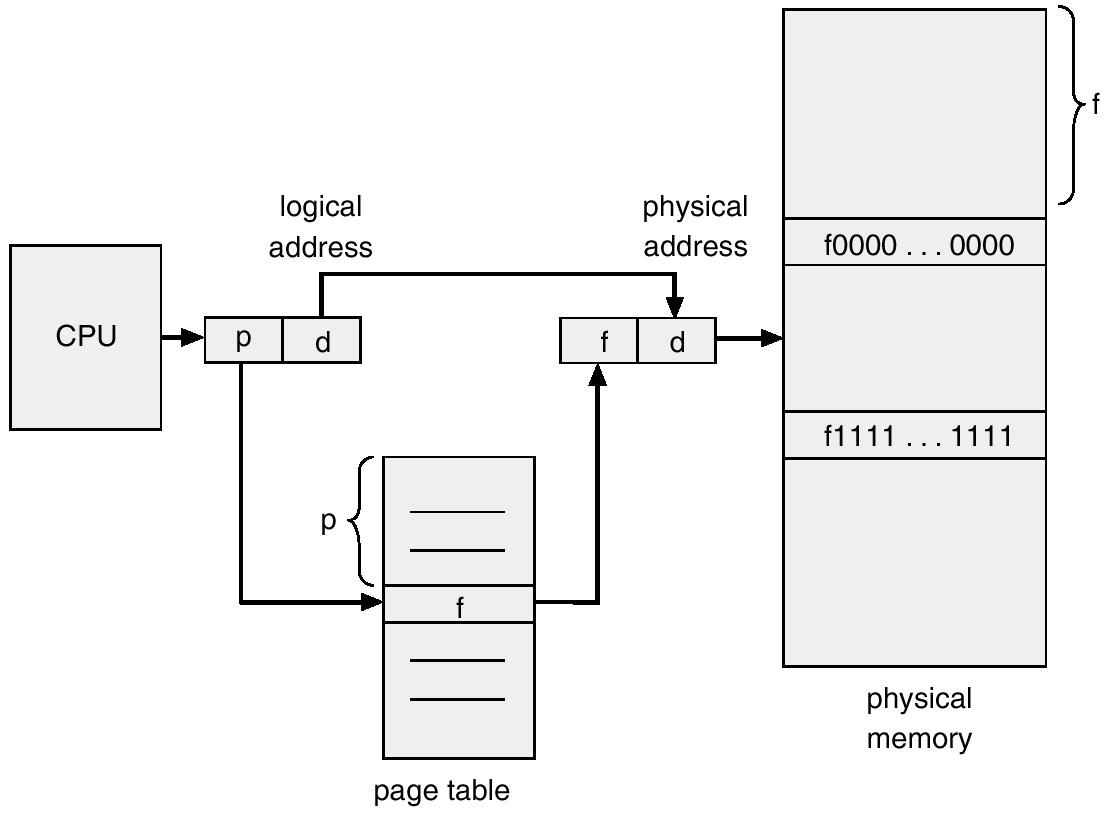 f
f0000 . . . 0000
logical
address
physical
address
CPU
p
d
f
d
f1111 . . . 1111
p
f
physical
memory
page table